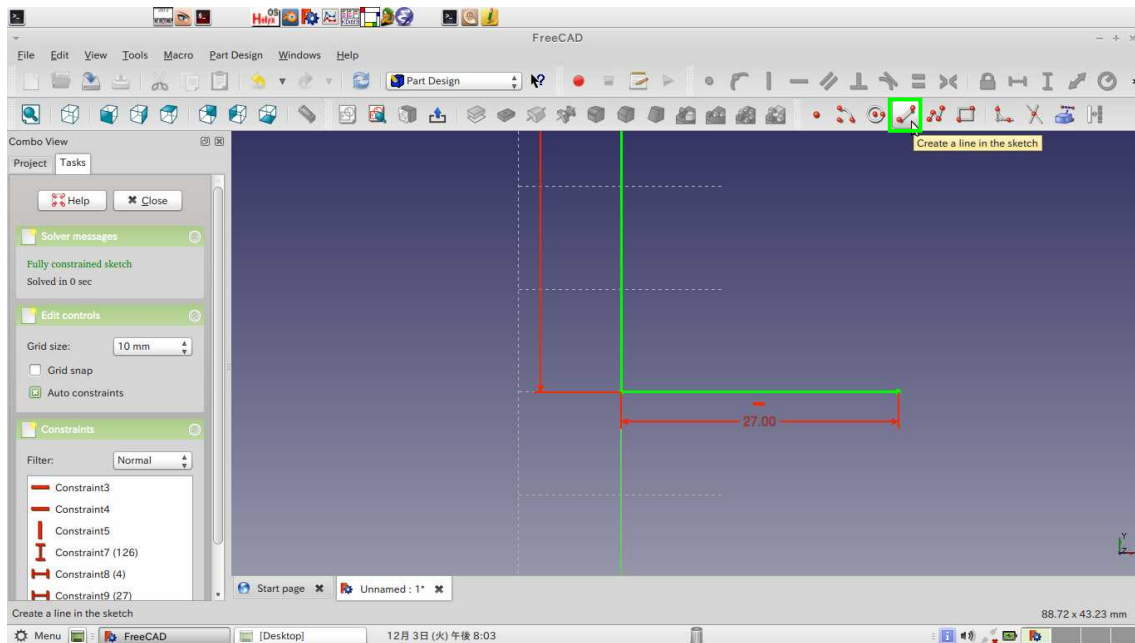 FreeCAD
File Edit View Tools Macro Part Design Windows Help
Part Design
Create a line in the sketch
Combo View
Project Tasks
Help Close
Solver messages
Fully constrained sketch
Solved in 0 sec
Edit controls
Grid size: 10 mm
Grid snap
Auto constraints
Constraints
Filter: Normal
Constraint3
Constraint4
Constraint5
Constraint7 (126)
Constraint8 (4)
Constraint9 (27)
27.00
Y
Z
Start page
Unnamed : 1*
Create a line in the sketch
88.72 x 43.23 mm
Menu FreeCAD [Desktop] 12月 3日 (火) 午後 8:03